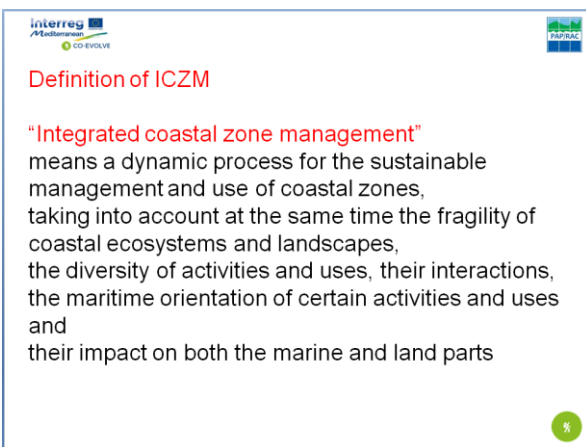 Interreg
Mediterranean
CO-EVOLVE
PAP/RAC
Definition of ICZM
“Integrated coastal zone management”
means a dynamic process for the sustainable
management and use of coastal zones,
taking into account at the same time the fragility of
coastal ecosystems and landscapes,
the diversity of activities and uses, their interactions,
the maritime orientation of certain activities and uses
and
their impact on both the marine and land parts